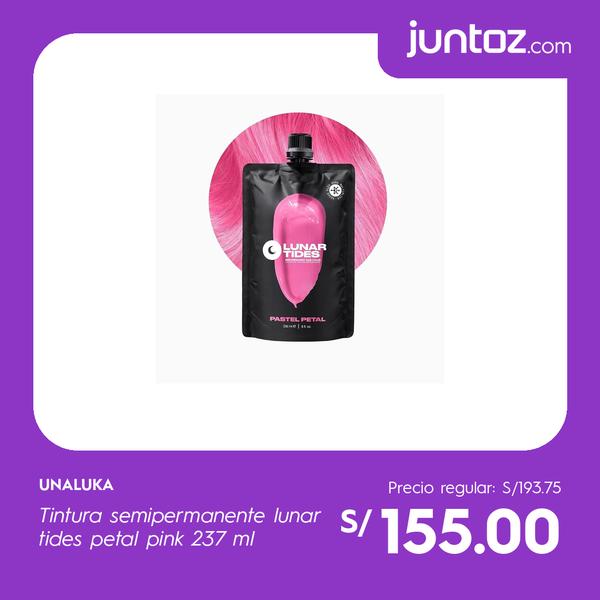 juntoz.com
LUNAR
TIDES
PASTEL PETAL
UNALUKA
Precio regular: S/193.75
Tintura semipermanente lunar
tides petal pink 237 ml
S/155.00